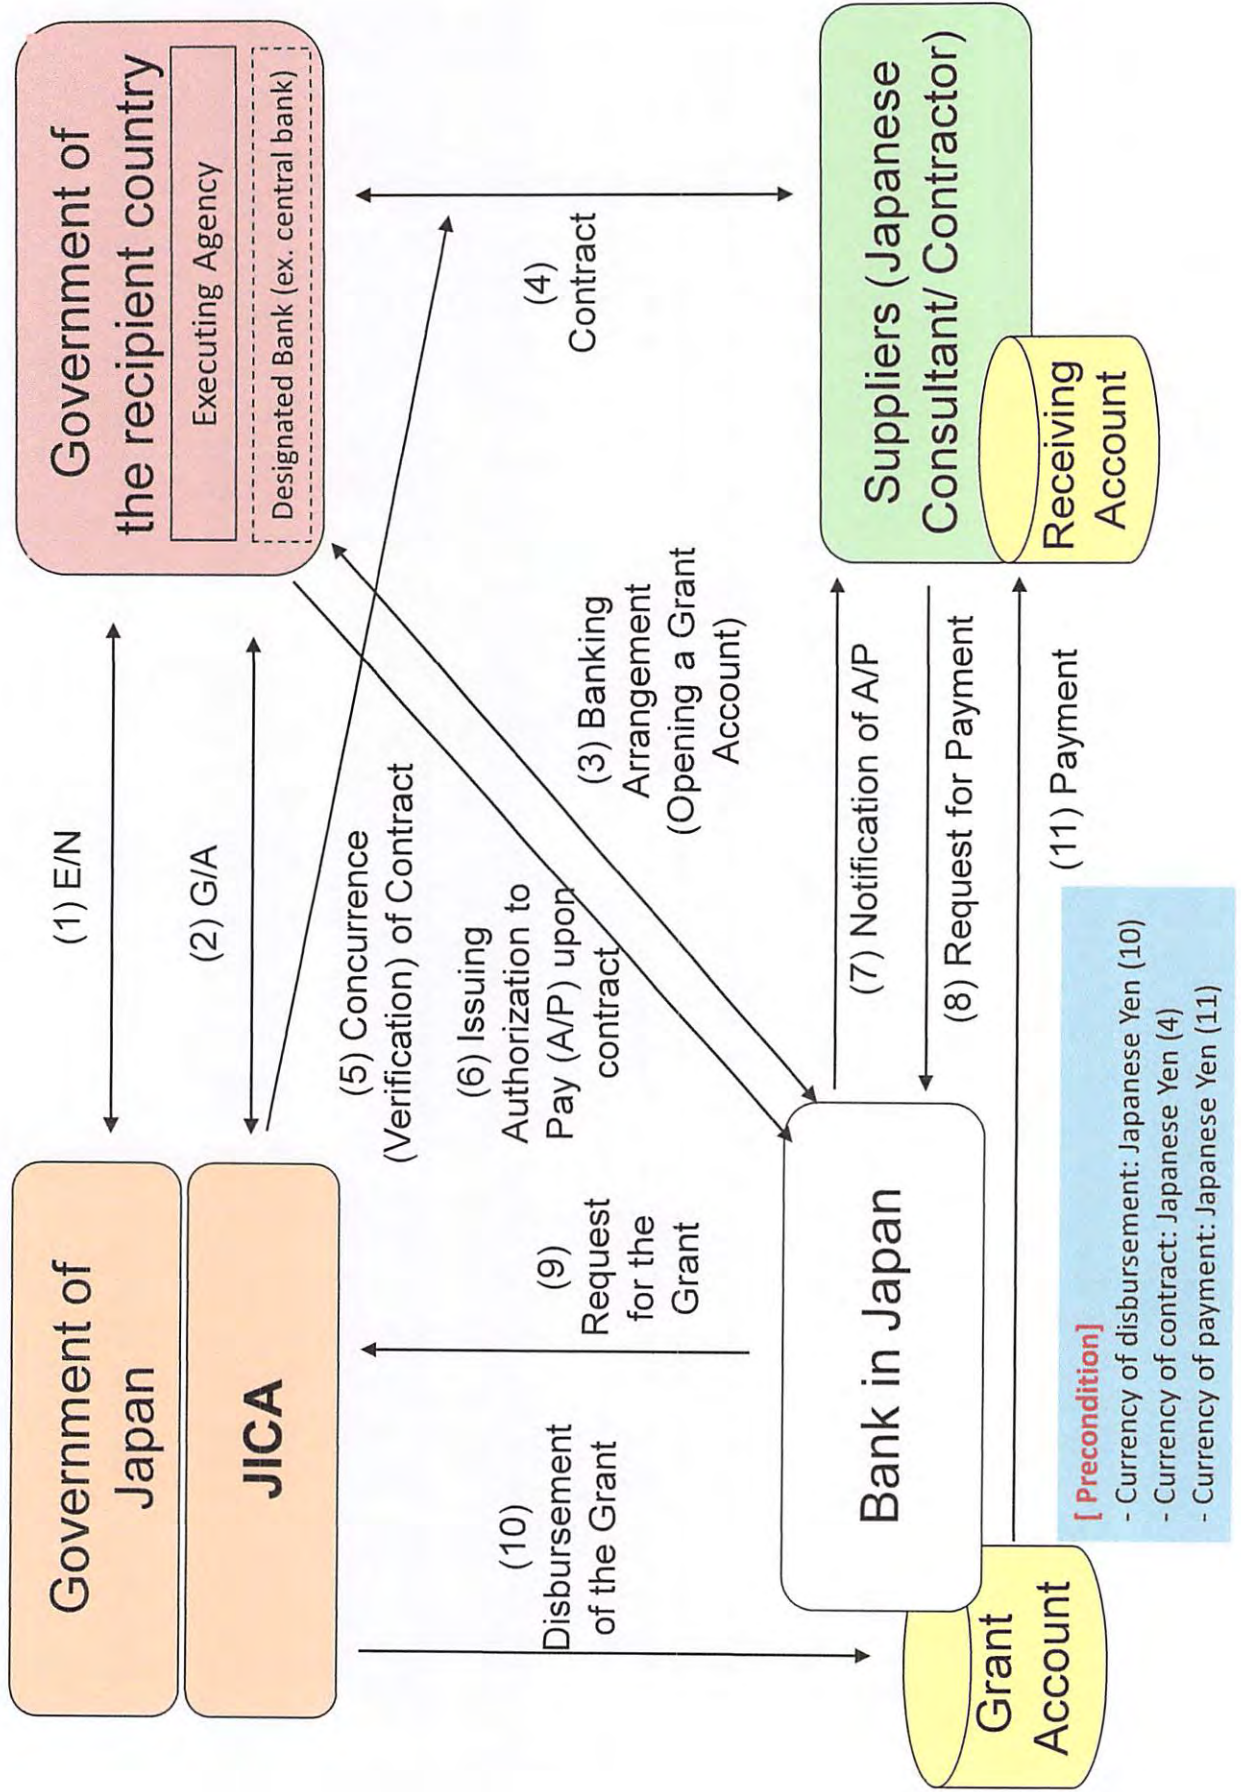 Government of
Japan
JICA
(1) E/N
(2) G/A
Government of
the recipient country
Executing Agency
Designated Bank (ex. central bank)
(5) Concurrence
(Verification) of Contract
(6) Issuing
Authorization to
Pay (A/P) upon
contract
(9)
Request
for the
Grant
(10)
Disbursement
of the Grant
(3) Banking
Arrangement
(Opening a Grant
Account)
(4)
Contract
Bank in Japan
Grant
Account
(7) Notification of A/P
(8) Request for Payment
(11) Payment
Suppliers (Japanese
Consultant/ Contractor)
Receiving
Account
[ Precondition]
- Currency of disbursement: Japanese Yen (10)
- Currency of contract: Japanese Yen (4)
- Currency of payment: Japanese Yen (11)